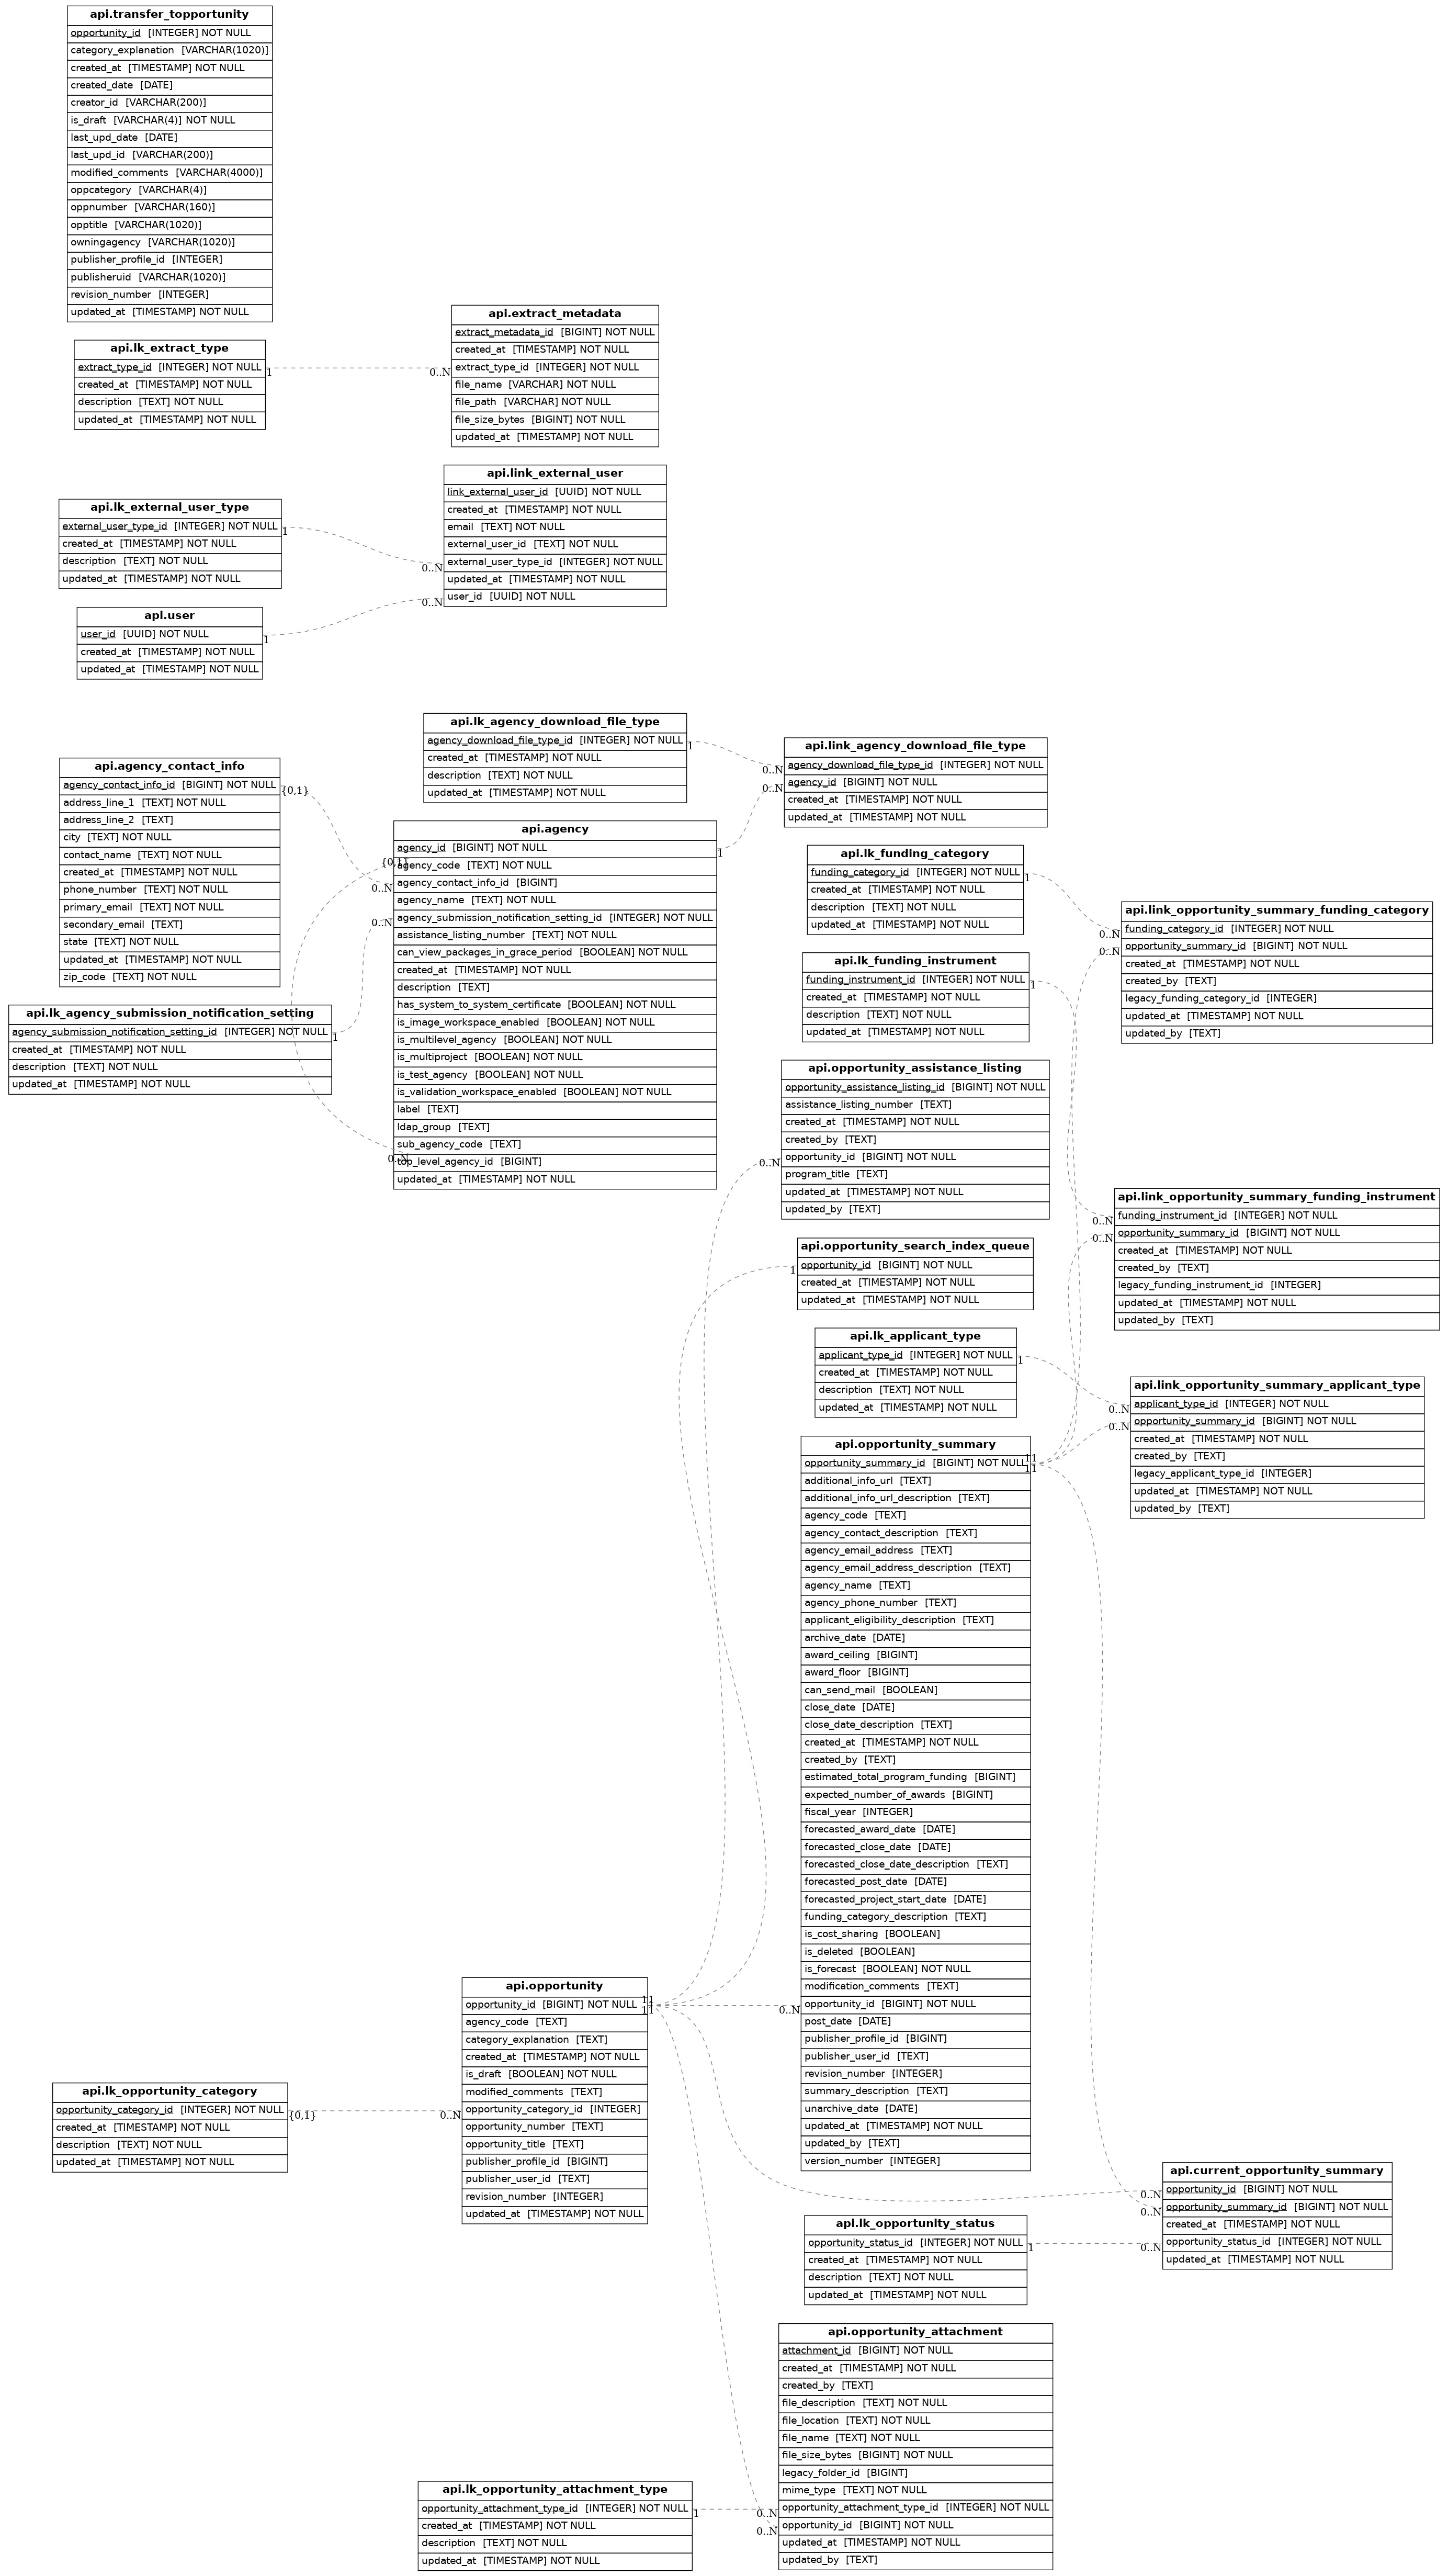 api.transfer_topportunity
opportunity_id [INTEGER] NOT NULL
category_explanation [VARCHAR(1020)]
created_at [TIMESTAMP] NOT NULL
created_date [DATE]
creator_id [VARCHAR(200)]
is_draft [VARCHAR(4)] NOT NULL
last_upd_date [DATE]
last_upd_id [VARCHAR(200)]
modified_comments [VARCHAR(4000)]
oppcategory [VARCHAR(4)]
oppnumber [VARCHAR(160)]
opptitle [VARCHAR(1020)]
owningagency [VARCHAR(1020)]
publisher_profile_id [INTEGER]
publisheruid [VARCHAR(1020)]
revision_number [INTEGER]
updated_at [TIMESTAMP] NOT NULL
api.lk_extract_type
extract_type_id [INTEGER] NOT NULL
created_at [TIMESTAMP] NOT NULL
description [TEXT] NOT NULL
updated_at [TIMESTAMP] NOT NULL
1
0..N
api.extract_metadata
extract_metadata_id [BIGINT] NOT NULL
created_at [TIMESTAMP] NOT NULL
extract_type_id [INTEGER] NOT NULL
file_name [VARCHAR] NOT NULL
file_path [VARCHAR] NOT NULL
file_size_bytes [BIGINT] NOT NULL
updated_at [TIMESTAMP] NOT NULL
api.lk_external_user_type
external_user_type_id [INTEGER] NOT NULL
created_at [TIMESTAMP] NOT NULL
description [TEXT] NOT NULL
updated_at [TIMESTAMP] NOT NULL
1
0..N
api.link_external_user
link_external_user_id [UUID] NOT NULL
created_at [TIMESTAMP] NOT NULL
email [TEXT] NOT NULL
external_user_id [TEXT] NOT NULL
external_user_type_id [INTEGER] NOT NULL
updated_at [TIMESTAMP] NOT NULL
user_id [UUID] NOT NULL
api.user
user_id [UUID] NOT NULL
created_at [TIMESTAMP] NOT NULL
updated_at [TIMESTAMP] NOT NULL
1
0..N
api.lk_agency_download_file_type
agency_download_file_type_id [INTEGER] NOT NULL
created_at [TIMESTAMP] NOT NULL
description [TEXT] NOT NULL
updated_at [TIMESTAMP] NOT NULL
1
0..N
api.link_agency_download_file_type
agency_download_file_type_id [INTEGER] NOT NULL
agency_id [BIGINT] NOT NULL
created_at [TIMESTAMP] NOT NULL
updated_at [TIMESTAMP] NOT NULL
0..N
1
api.agency_contact_info
agency_contact_info_id [BIGINT] NOT NULL
address_line_1 [TEXT] NOT NULL
address_line_2 [TEXT]
city [TEXT] NOT NULL
contact_name [TEXT] NOT NULL
created_at [TIMESTAMP] NOT NULL
phone_number [TEXT] NOT NULL
primary_email [TEXT] NOT NULL
secondary_email [TEXT]
state [TEXT] NOT NULL
updated_at [TIMESTAMP] NOT NULL
zip_code [TEXT] NOT NULL
{0,1}
0..N
api.agency
agency_id [BIGINT] NOT NULL
agency_code [TEXT] NOT NULL
agency_contact_info_id [BIGINT]
agency_name [TEXT] NOT NULL
agency_submission_notification_setting_id [INTEGER] NOT NULL
assistance_listing_number [TEXT] NOT NULL
can_view_packages_in_grace_period [BOOLEAN] NOT NULL
created_at [TIMESTAMP] NOT NULL
description [TEXT]
has_system_to_system_certificate [BOOLEAN] NOT NULL
is_image_workspace_enabled [BOOLEAN] NOT NULL
is_multilevel_agency [BOOLEAN] NOT NULL
is_multiproject [BOOLEAN] NOT NULL
is_test_agency [BOOLEAN] NOT NULL
is_validation_workspace_enabled [BOOLEAN] NOT NULL
label [TEXT]
ldap_group [TEXT]
sub_agency_code [TEXT]
top_level_agency_id [BIGINT]
updated_at [TIMESTAMP] NOT NULL
{0,1}
0..N
api.lk_agency_submission_notification_setting
agency_submission_notification_setting_id [INTEGER] NOT NULL
created_at [TIMESTAMP] NOT NULL
description [TEXT] NOT NULL
updated_at [TIMESTAMP] NOT NULL
1
0..N
api.lk_funding_category
funding_category_id [INTEGER] NOT NULL
created_at [TIMESTAMP] NOT NULL
description [TEXT] NOT NULL
updated_at [TIMESTAMP] NOT NULL
1
0..N
0..N
api.link_opportunity_summary_funding_category
funding_category_id [INTEGER] NOT NULL
opportunity_summary_id [BIGINT] NOT NULL
created_at [TIMESTAMP] NOT NULL
created_by [TEXT]
legacy_funding_category_id [INTEGER]
updated_at [TIMESTAMP] NOT NULL
updated_by [TEXT]
api.lk_funding_instrument
funding_instrument_id [INTEGER] NOT NULL
created_at [TIMESTAMP] NOT NULL
description [TEXT] NOT NULL
updated_at [TIMESTAMP] NOT NULL
1
api.opportunity_assistance_listing
opportunity_assistance_listing_id [BIGINT] NOT NULL
assistance_listing_number [TEXT]
created_at [TIMESTAMP] NOT NULL
created_by [TEXT]
opportunity_id [BIGINT] NOT NULL
program_title [TEXT]
updated_at [TIMESTAMP] NOT NULL
updated_by [TEXT]
0..N
api.link_opportunity_summary_funding_instrument
funding_instrument_id [INTEGER] NOT NULL
opportunity_summary_id [BIGINT] NOT NULL
created_at [TIMESTAMP] NOT NULL
created_by [TEXT]
legacy_funding_instrument_id [INTEGER]
updated_at [TIMESTAMP] NOT NULL
updated_by [TEXT]
0..N
0..N
api.opportunity_search_index_queue
opportunity_id [BIGINT] NOT NULL
created_at [TIMESTAMP] NOT NULL
updated_at [TIMESTAMP] NOT NULL
1
api.lk_applicant_type
applicant_type_id [INTEGER] NOT NULL
created_at [TIMESTAMP] NOT NULL
description [TEXT] NOT NULL
updated_at [TIMESTAMP] NOT NULL
1
0..N
0..N
api.link_opportunity_summary_applicant_type
applicant_type_id [INTEGER] NOT NULL
opportunity_summary_id [BIGINT] NOT NULL
created_at [TIMESTAMP] NOT NULL
created_by [TEXT]
legacy_applicant_type_id [INTEGER]
updated_at [TIMESTAMP] NOT NULL
updated_by [TEXT]
api.opportunity_summary
opportunity_summary_id [BIGINT] NOT NULL
additional_info_url [TEXT]
additional_info_url_description [TEXT]
agency_code [TEXT]
agency_contact_description [TEXT]
agency_email_address [TEXT]
agency_email_address_description [TEXT]
agency_name [TEXT]
agency_phone_number [TEXT]
applicant_eligibility_description [TEXT]
archive_date [DATE]
award_ceiling [BIGINT]
award_floor [BIGINT]
can_send_mail [BOOLEAN]
close_date [DATE]
close_date_description [TEXT]
created_at [TIMESTAMP] NOT NULL
created_by [TEXT]
estimated_total_program_funding [BIGINT]
expected_number_of_awards [BIGINT]
fiscal_year [INTEGER]
forecasted_award_date [DATE]
forecasted_close_date [DATE]
forecasted_close_date_description [TEXT]
forecasted_post_date [DATE]
forecasted_project_start_date [DATE]
funding_category_description [TEXT]
is_cost_sharing [BOOLEAN]
is_deleted [BOOLEAN]
is_forecast [BOOLEAN] NOT NULL
modification_comments [TEXT]
opportunity_id [BIGINT] NOT NULL
post_date [DATE]
publisher_profile_id [BIGINT]
publisher_user_id [TEXT]
revision_number [INTEGER]
summary_description [TEXT]
unarchive_date [DATE]
updated_at [TIMESTAMP] NOT NULL
updated_by [TEXT]
version_number [INTEGER]
11
11
0..N
api.opportunity
opportunity_id [BIGINT] NOT NULL
agency_code [TEXT]
category_explanation [TEXT]
created_at [TIMESTAMP] NOT NULL
is_draft [BOOLEAN] NOT NULL
modified_comments [TEXT]
opportunity_category_id [INTEGER]
opportunity_number [TEXT]
opportunity_title [TEXT]
publisher_profile_id [BIGINT]
publisher_user_id [TEXT]
revision_number [INTEGER]
updated_at [TIMESTAMP] NOT NULL
11
11
api.lk_opportunity_category
opportunity_category_id [INTEGER] NOT NULL
created_at [TIMESTAMP] NOT NULL
description [TEXT] NOT NULL
updated_at [TIMESTAMP] NOT NULL
{0,1}
0..N
api.current_opportunity_summary
opportunity_id [BIGINT] NOT NULL
opportunity_summary_id [BIGINT] NOT NULL
created_at [TIMESTAMP] NOT NULL
opportunity_status_id [INTEGER] NOT NULL
updated_at [TIMESTAMP] NOT NULL
0..N
0..N
0..N
api.lk_opportunity_status
opportunity_status_id [INTEGER] NOT NULL
created_at [TIMESTAMP] NOT NULL
description [TEXT] NOT NULL
updated_at [TIMESTAMP] NOT NULL
1
api.opportunity_attachment
attachment_id [BIGINT] NOT NULL
created_at [TIMESTAMP] NOT NULL
created_by [TEXT]
file_description [TEXT] NOT NULL
file_location [TEXT] NOT NULL
file_name [TEXT] NOT NULL
file_size_bytes [BIGINT] NOT NULL
legacy_folder_id [BIGINT]
mime_type [TEXT] NOT NULL
opportunity_attachment_type_id [INTEGER] NOT NULL
opportunity_id [BIGINT] NOT NULL
updated_at [TIMESTAMP] NOT NULL
updated_by [TEXT]
0..N
0..N
api.lk_opportunity_attachment_type
opportunity_attachment_type_id [INTEGER] NOT NULL
created_at [TIMESTAMP] NOT NULL
description [TEXT] NOT NULL
updated_at [TIMESTAMP] NOT NULL
1